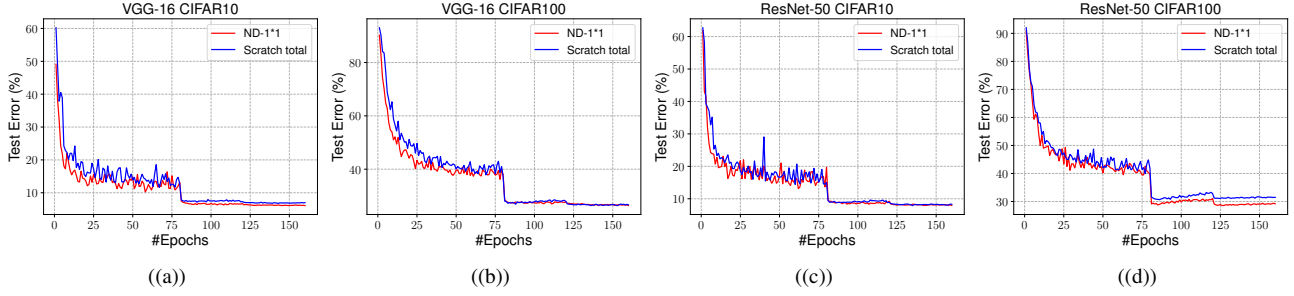 VGG-16 CIFAR10
ND-1*1
Scratch total
Test Error (%)
60
50
40
30
20
10
0
25
50
75
100
125
150
#Epochs
((a))
VGG-16 CIFAR100
ND-1*1
Scratch total
Test Error (%)
80
60
40
0
25
50
75
100
125
150
#Epochs
((b))
ResNet-50 CIFAR10
ND-1*1
Scratch total
Test Error (%)
60
50
40
30
20
10
0
25
50
75
100
125
150
#Epochs
((c))
ResNet-50 CIFAR100
ND-1*1
Scratch total
Test Error (%)
90
80
70
60
50
40
30
0
25
50
75
100
125
150
#Epochs
((d))